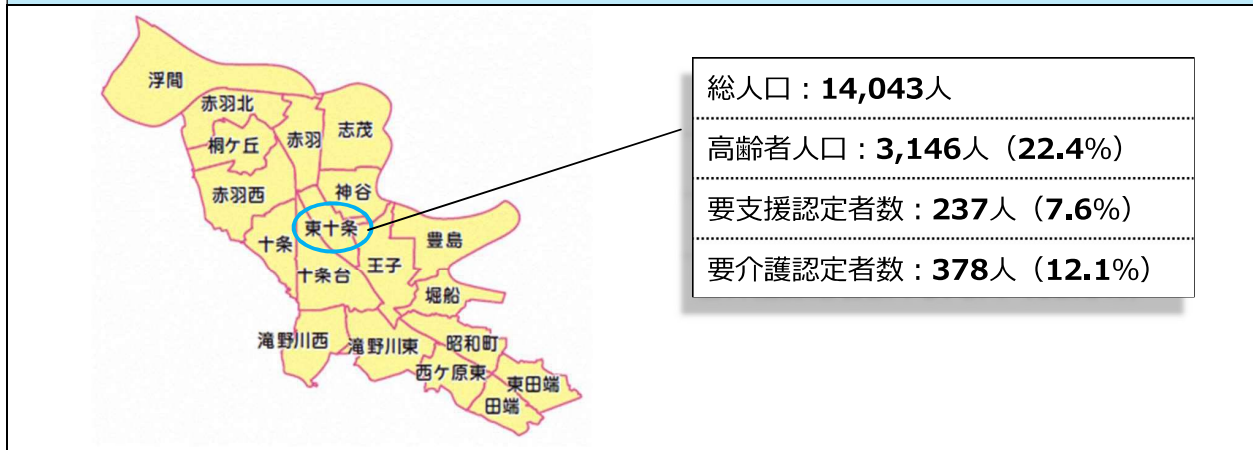 浮間
赤羽北
桐ケ丘
赤羽
志茂
赤羽西
神谷
東十条
十条
十条台
王子
豊島
堀船
滝野川西
滝野川東
昭和町
西ケ原東
東田端
田端
総人口：14,043人
高齢者人口：3,146人（22.4%）
要支援認定者数：237人（7.6%）
要介護認定者数：378人（12.1%）